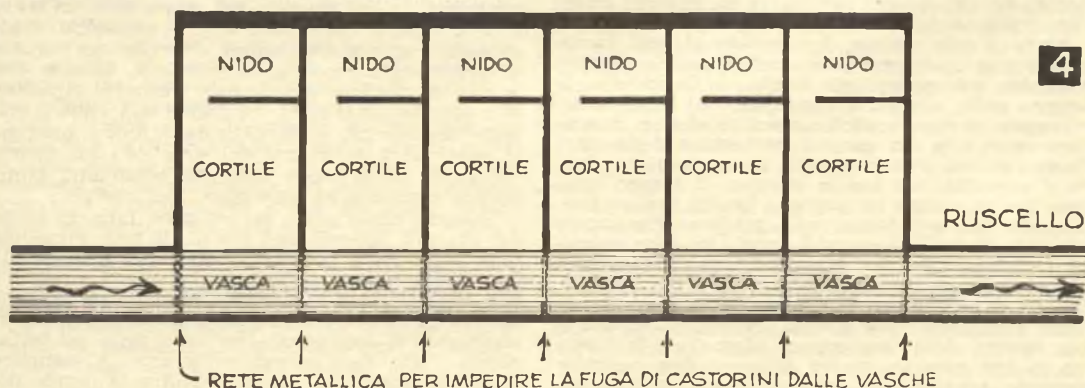 NIDO NIDO NIDO NIDO NIDO NIDO
4
CORTILE CORTILE CORTILE CORTILE CORTILE CORTILE
RUSCELLO
VASCA VASCA VASCA VASCA VASCA VASCA
RETE METALLICA PER IMPEDIRE LA FUGA DI CASTORINI DALLE VASCHE